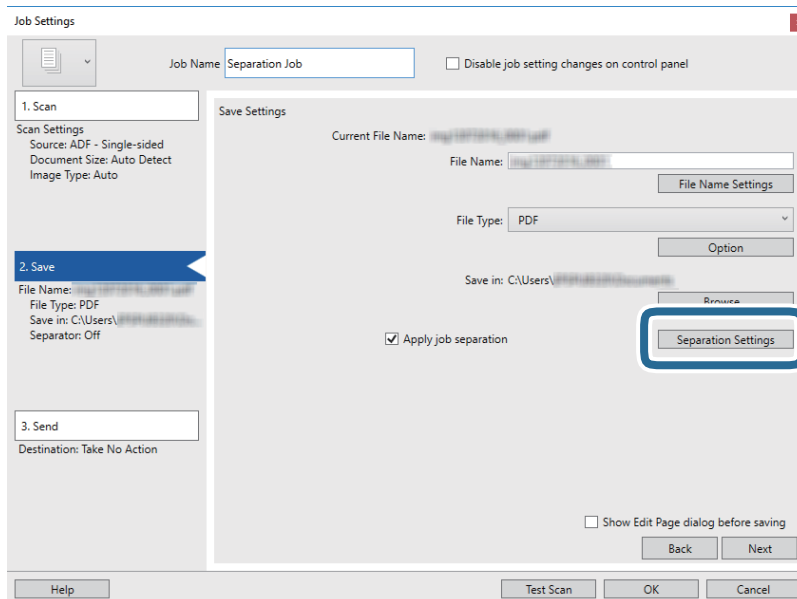 Job Settings
Job Name Separation Job Disable job setting changes on control panel
1. Scan
Scan Settings
Source: ADF - Single-sided
Document Size: Auto Detect
Image Type: Auto
2. Save
File Name:
File Type: PDF
Save in: C:\Users\
Separator: Off
3. Send
Destination: Take No Action
Save Settings
Current File Name:
File Name:
File Name Settings
File Type: PDF
Option
Save in: C:\Users\
Browse
Apply job separation Separation Settings
Show Edit Page dialog before saving
Back Next
Help Test Scan OK Cancel